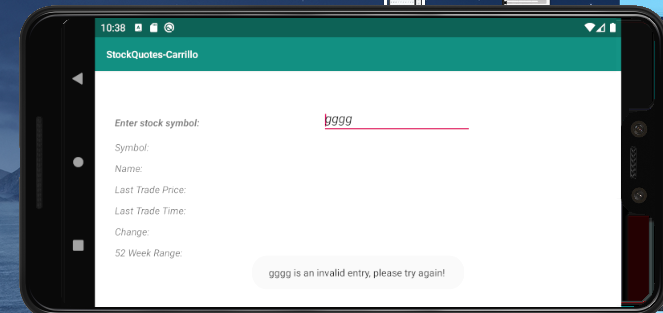 10:38
StockQuotes-Carrillo
Enter stock symbol: gggg
Symbol:
Name:
Last Trade Price:
Last Trade Time:
Change:
52 Week Range:
gggg is an invalid entry, please try again!